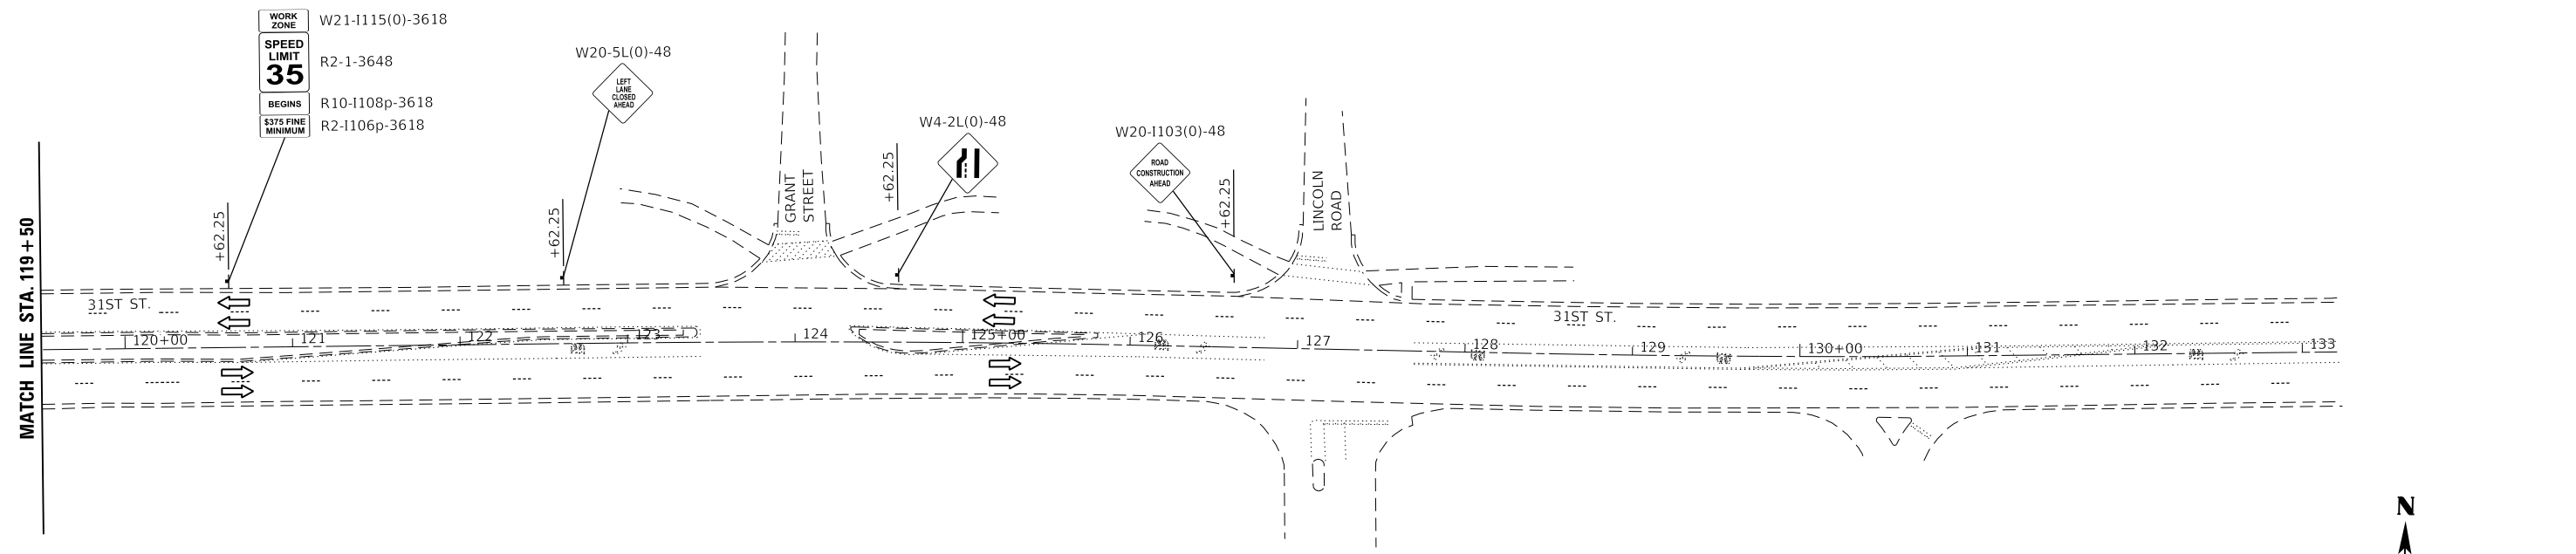 WORK
ZONE
W21-I115(0)-3618
SPEED
LIMIT
35
R2-1-3648
BEGINS
R10-I108p-3618
$375 FINE
MINIMUM
R2-I106p-3618
W20-5L(0)-48
LEFT
LANE
CLOSED
AHEAD
W4-2L(0)-48
W20-I103(0)-48
ROAD
CONSTRUCTION
AHEAD
+62.25
+62.25
+62.25
+62.25
GRANT
STREET
LINCOLN
ROAD
MATCH LINE STA. 119+50
31ST ST.
31ST ST.
120+00
121
122
123
124
125+00
126
127
128
129
130+00
131
132
133
N